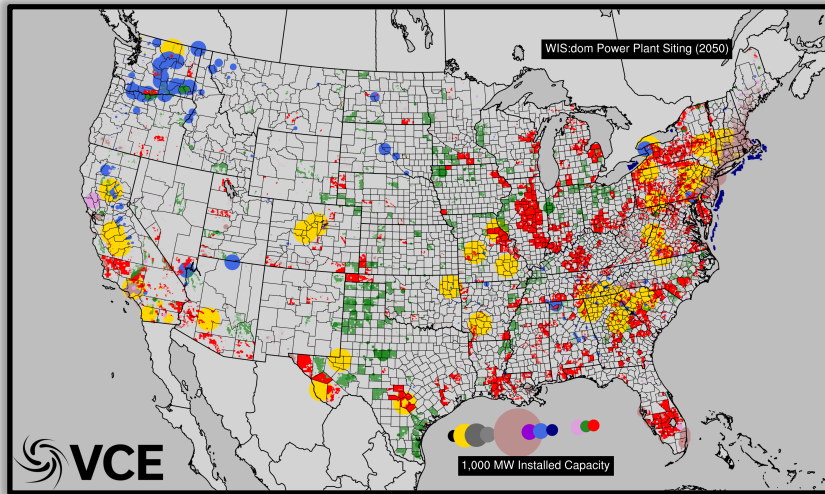 WIS:dom Power Plant Siting (2050)
VCE
1,000 MW Installed Capacity